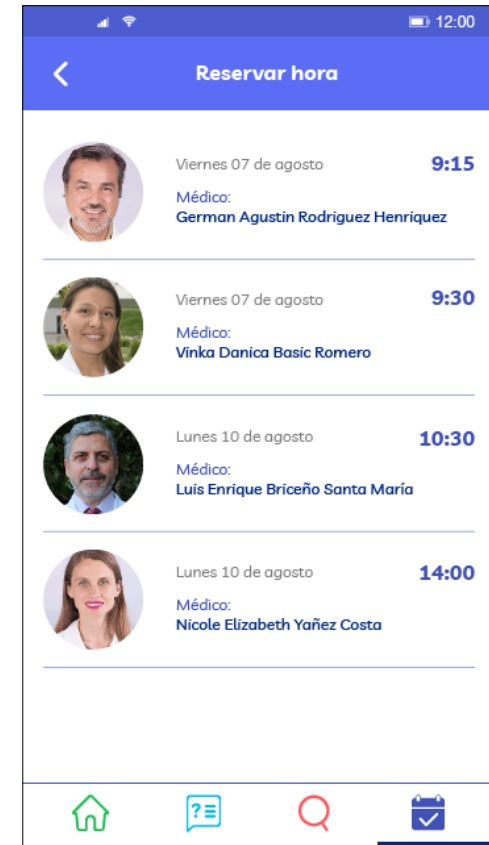 12:00
Reservar hora
Viernes 07 de agosto 9:15
Médico:
German Agustin Rodriguez Henriquez
Viernes 07 de agosto 9:30
Médico:
Vinka Danica Basic Romero
Lunes 10 de agosto 10:30
Médico:
Luis Enrique Briceño Santa María
Lunes 10 de agosto 14:00
Médico:
Nicole Elizabeth Yañez Costa